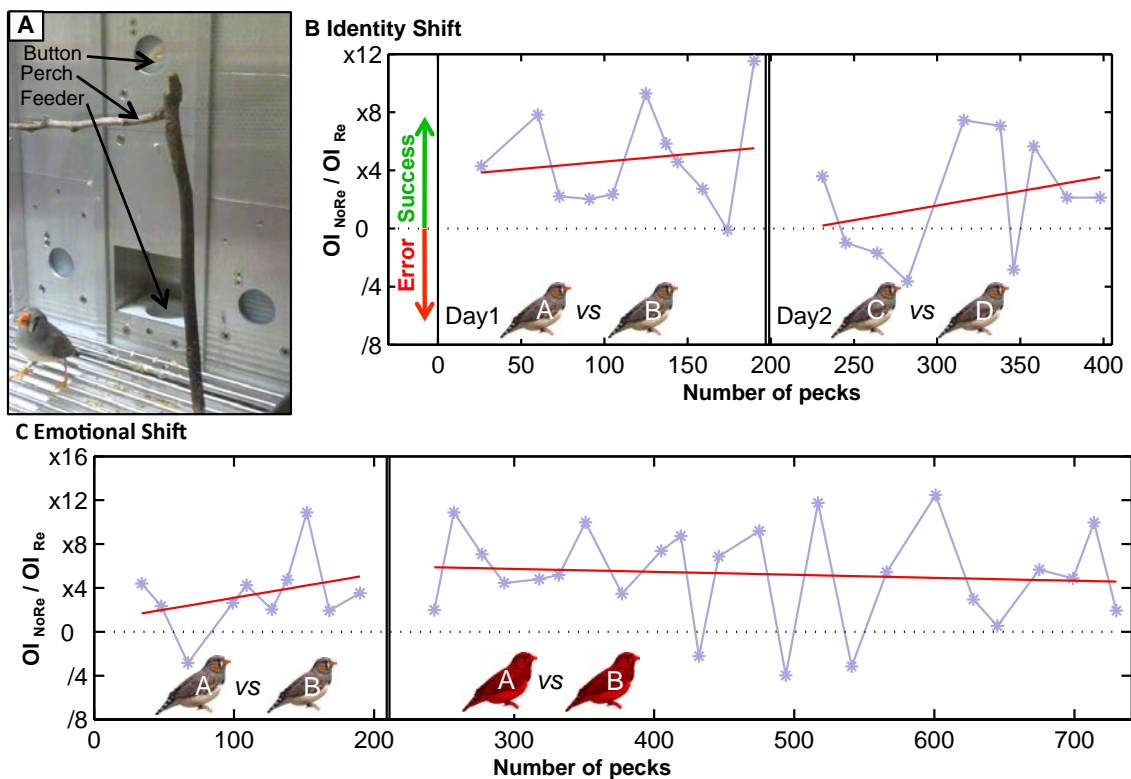 A
Button
Perch
Feeder
B Identity Shift
x12
x8
x4
0
/4
/8
OI NoRe / OI Re
Success
Error
Day1 A vs B
Day2 C vs D
0 50 100 150 200 250 300 350 400
Number of pecks
C Emotional Shift
x16
x12
x8
x4
0
/4
/8
OI NoRe / OI Re
A vs B
A vs B
0 100 200 300 400 500 600 700
Number of pecks